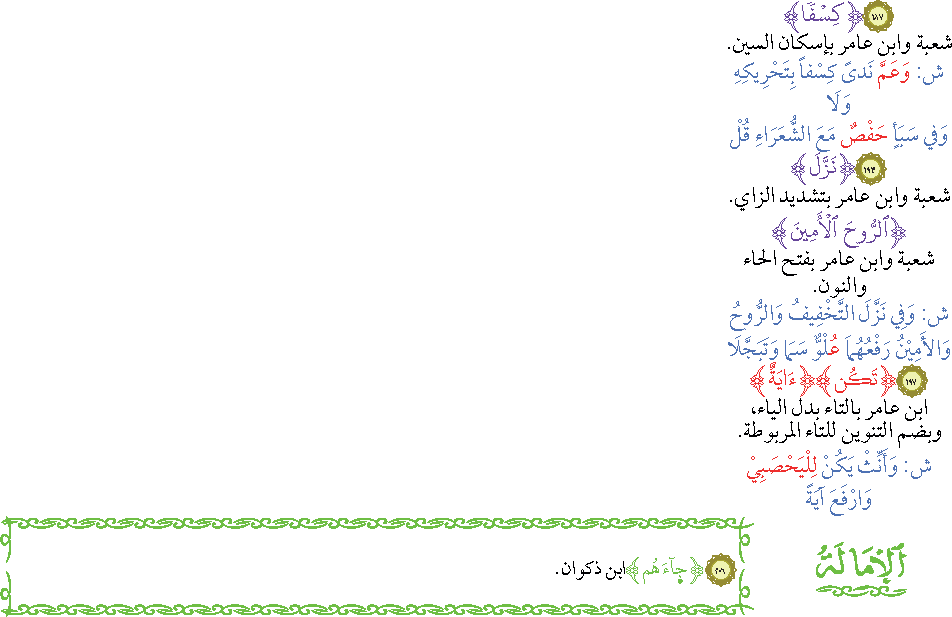 ١٨٧ ﴿كِسْفًا﴾
شعبة وابن عامر بإسكان السين.
ش: وَعَمَّ نَدىً كِسْفاً بِتَحْرِيكِهِ
وَلَا
وَفي سَبَأٍ حَفْصٌ مَعَ الشُّعَرَاءِ قُلْ
١٩٣ ﴿نَزَّلَ﴾
شعبة وابن عامر بتشديد الزاي.
﴿ٱلرُّوحَ ٱلْأَمِينَ﴾
شعبة وابن عامر بفتح الحاء
والنون.
ش: وَفِي نَزَّلَ التَّخْفِيفُ وَالرُّوحُ
وَالأَمِيْنُ رَفْعُهُمَا عُلْوٌّ سَمَا وَتَبَجَّلَا
١٩٧ ﴿تَكُن﴾﴿ءَايَةٌ﴾
ابن عامر بالتاء بدل الياء،
وبضم التنوين للتاء المربوطة.
ش: وَأَنِّثْ يَكُنْ لِلْيَحْصَبِيْ
وَارْفَعَ آيَةً
ٱلْإِمَالَةُ
٢٠٦ ﴿جَآءَهُم﴾ ابن ذكوان.